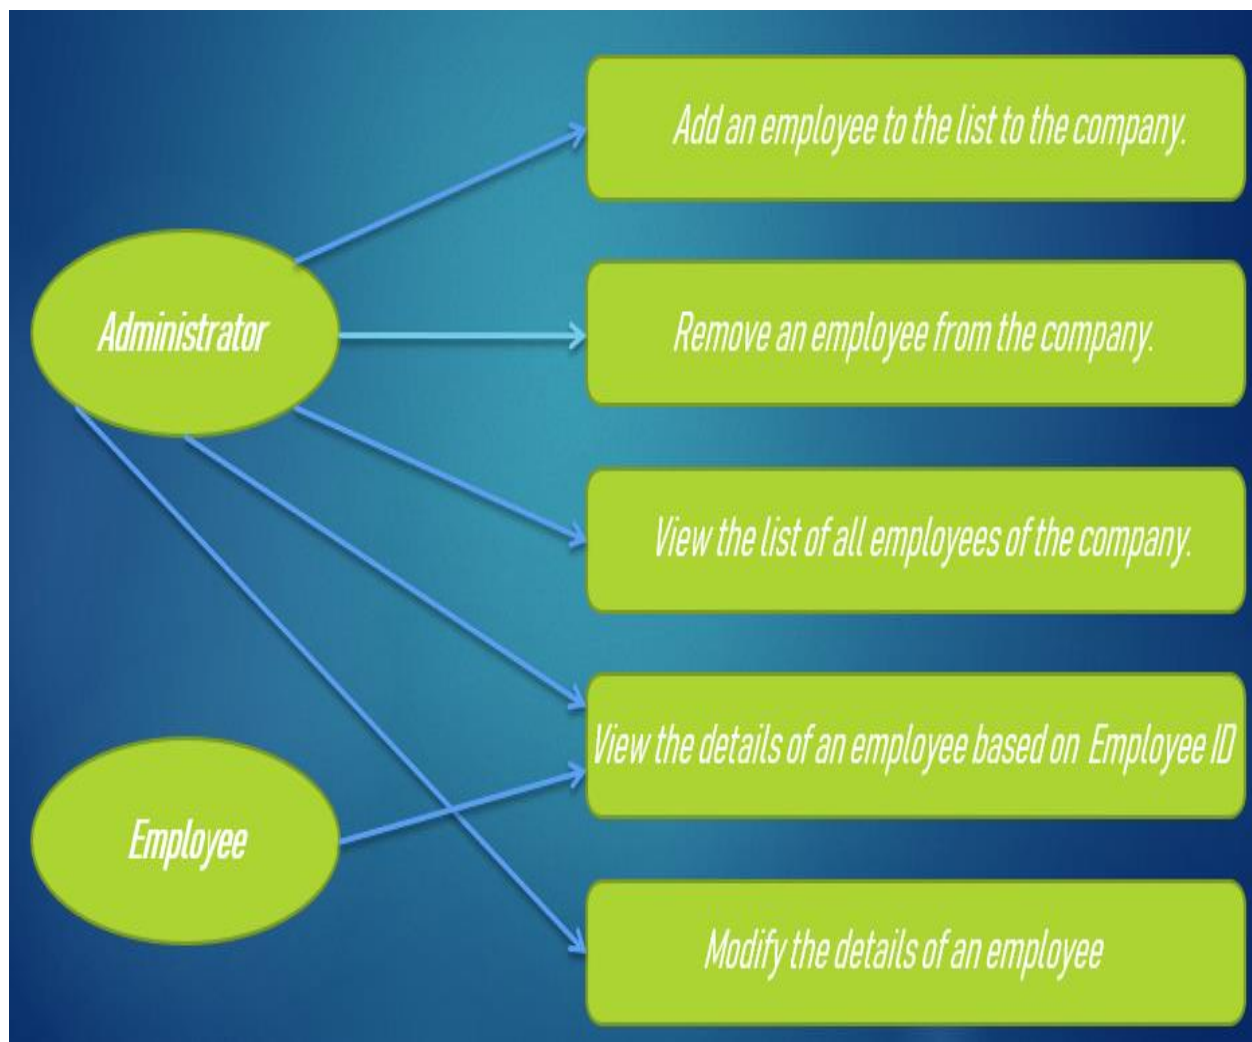 Add an employee to the list to the company.
Administrator
Remove an employee from the company.
View the list of all employees of the company.
View the details of an employee based on Employee ID
Employee
Modify the details of an employee